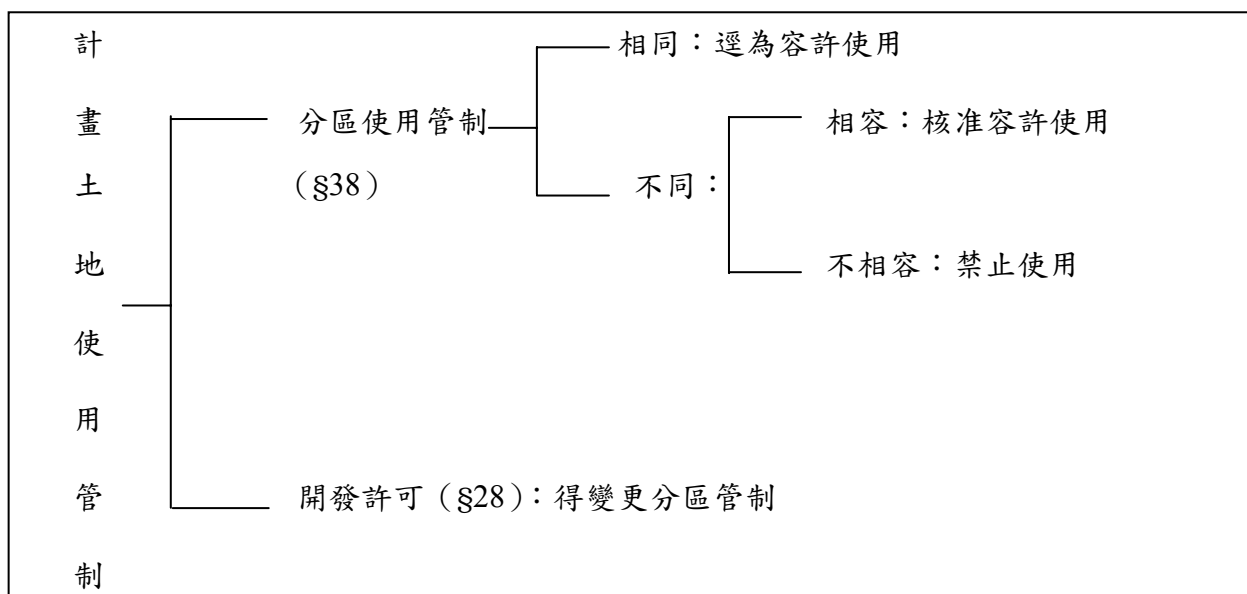 計畫土地使用管制
分區使用管制
（§38）
相同：逕為容許使用
不同：
相容：核准容許使用
不相容：禁止使用
開發許可（§28）：得變更分區管制